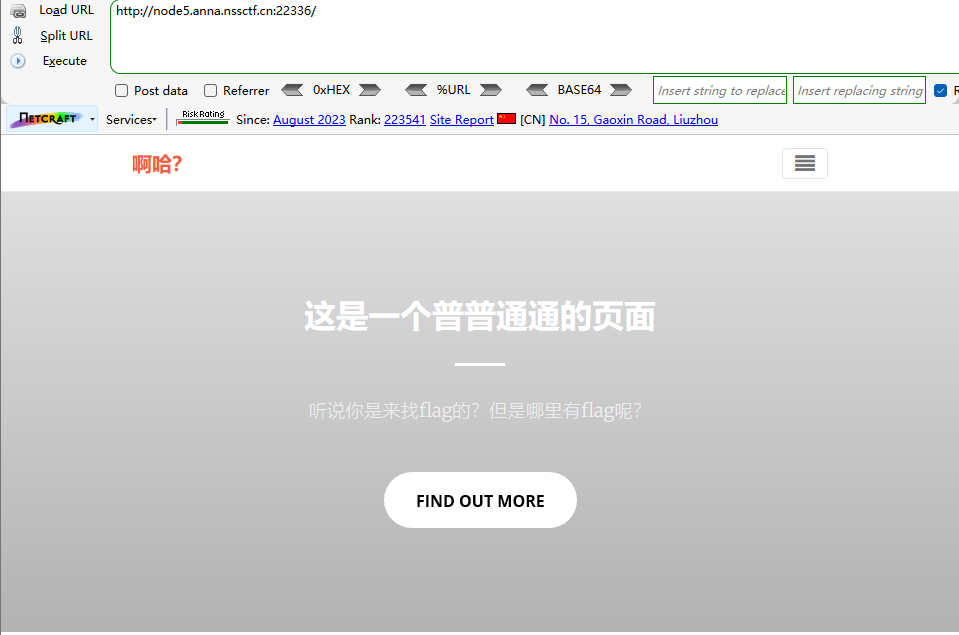 Load URL
http://node5.anna.nssctf.cn:22336/
Split URL
Execute
Post data Referrer 0xHEX %URL BASE64 Insert string to replace Insert replacing string
NETCRAFT Services Risk Rating Since: August 2023 Rank: 223541 Site Report [CN] No. 15, Gaoxin Road, Liuzhou
啊哈?
这是一个普普通通的页面
听说你是来找flag的？但是哪里有flag呢？
FIND OUT MORE